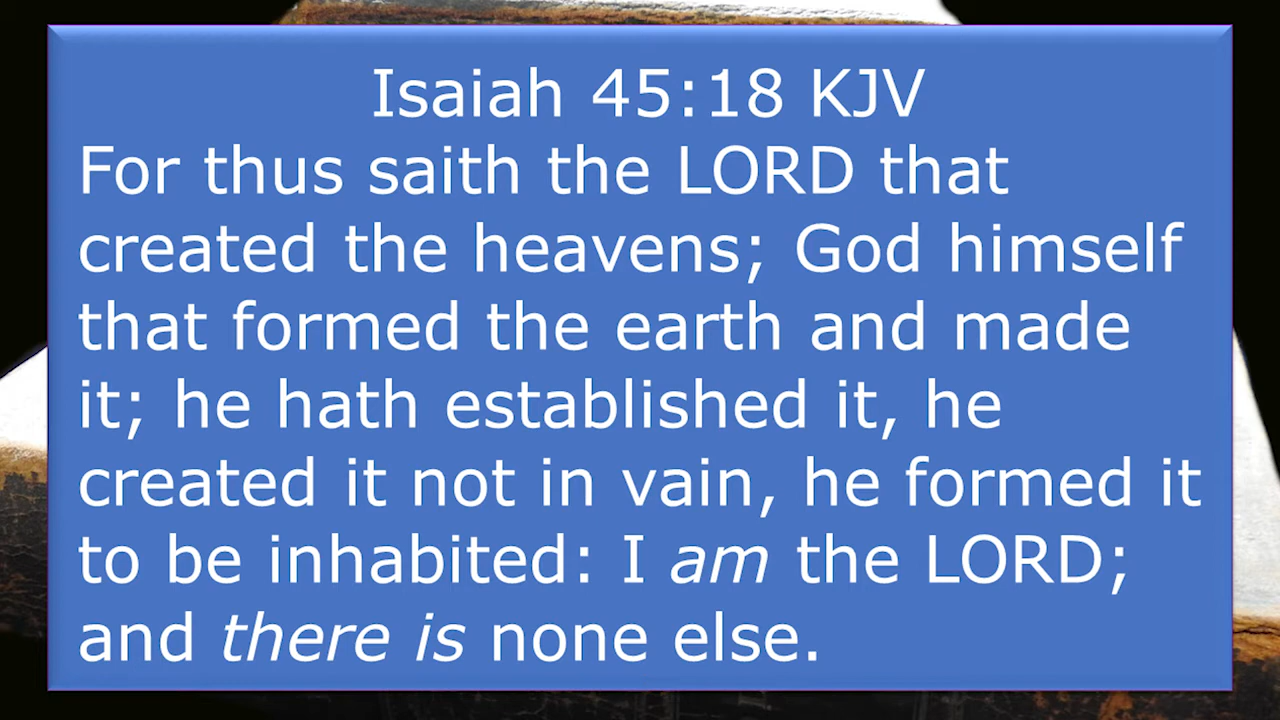 Isaiah 45:18 KJV
For thus saith the LORD that
created the heavens; God himself
that formed the earth and made
it; he hath established it, he
created it not in vain, he formed it
to be inhabited: I am the LORD;
and there is none else.